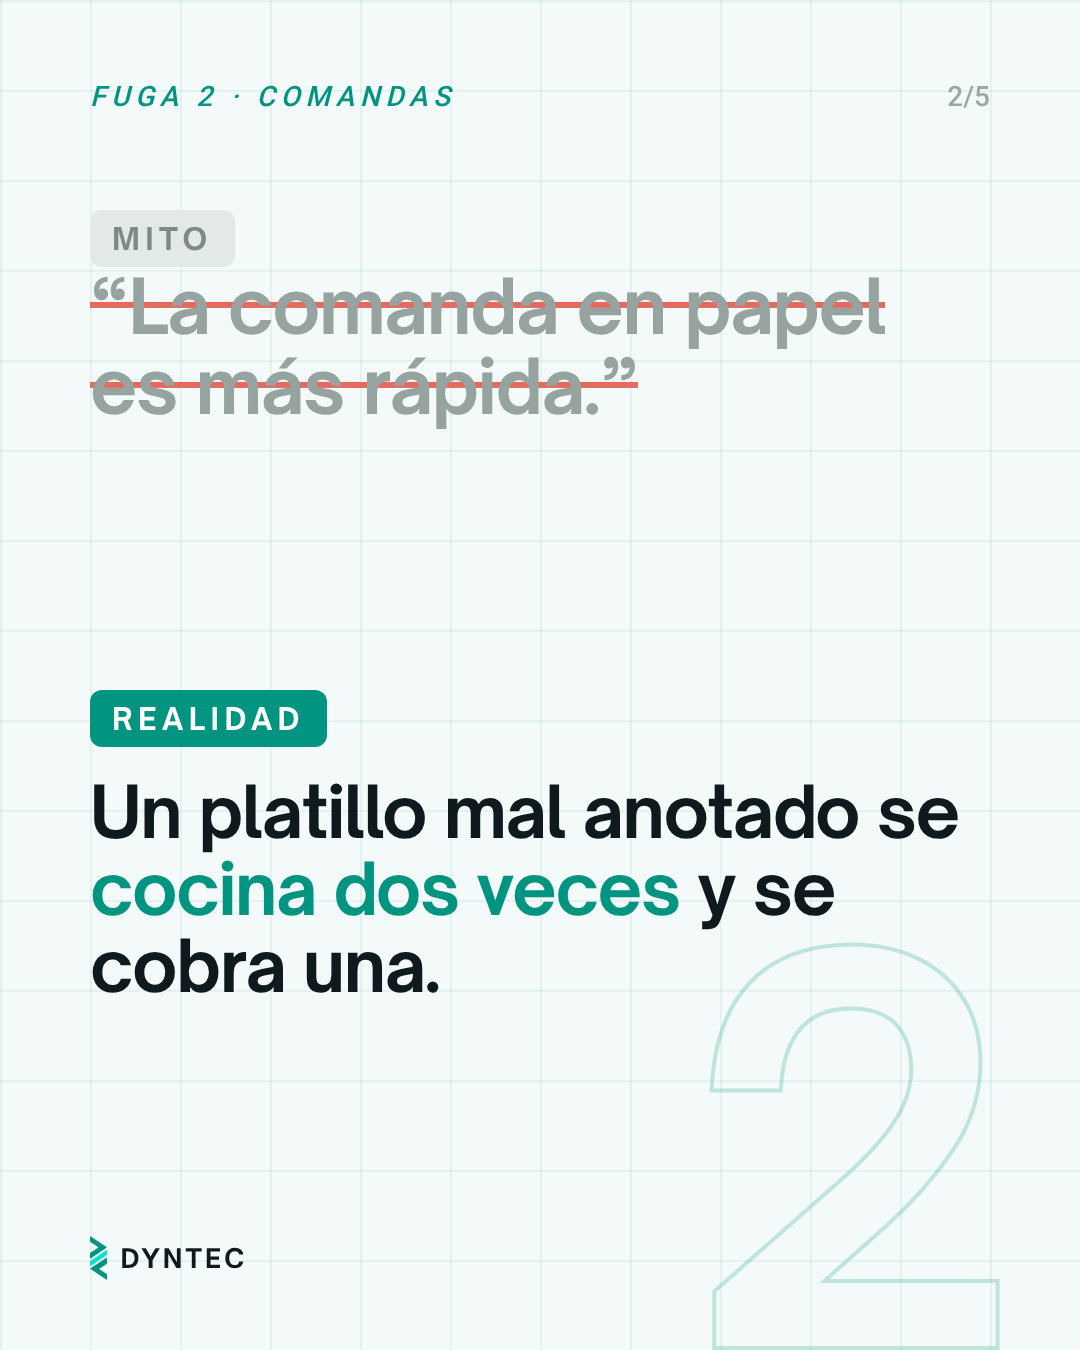 FUGA 2 · COMANDAS
2/5
MITO
“La comanda en papel
es más rápida.”
REALIDAD
Un platillo mal anotado se
cocina dos veces y se
cobra una.
2
DYNTEC